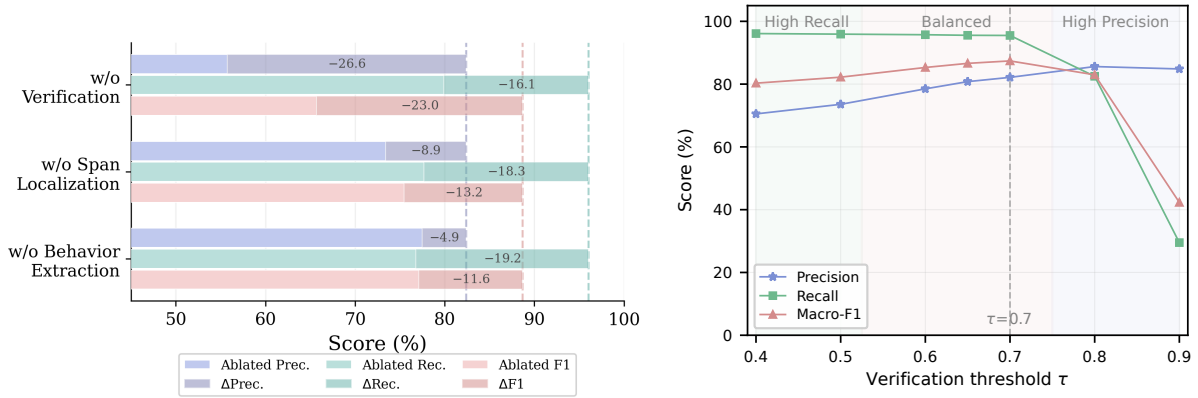 w/o
Verification
w/o Span
Localization
w/o Behavior
Extraction
−26.6
−16.1
−23.0
−8.9
−18.3
−13.2
−4.9
−19.2
−11.6
50 60 70 80 90 100
Score (%)
Ablated Prec. Ablated Rec. Ablated F1
ΔPrec. ΔRec. ΔF1
High Recall Balanced High Precision
100
80
60
40
20
0
Score (%)
Precision
Recall
Macro-F1
τ=0.7
0.4 0.5 0.6 0.7 0.8 0.9
Verification threshold τ